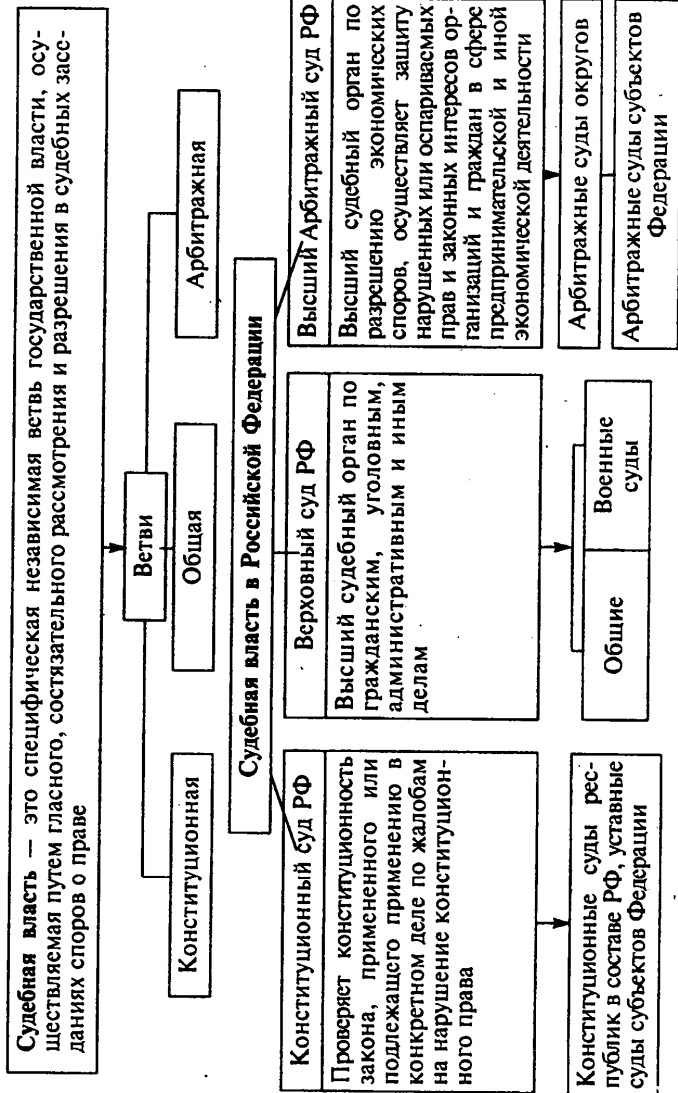 Судебная власть — это специфическая независимая ветвь государственной власти, осу-
ществляемая путем гласного, состязательного рассмотрения и разрешения в судебных засе-
даниях споров о праве
Ветви
Конституционная
Общая
Арбитражная
Судебная власть в Российской Федерации
Конституционный суд РФ
Проверяет конституционность
закона, примененного или
подлежащего применению в
конкретном деле по жалобам
на нарушение конституцион-
ного права
Конституционные суды рес-
публик в составе РФ, уставные
суды субъектов Федерации
Верховный суд РФ
Высший судебный орган по
гражданским, уголовным,
административным и иным
делам
Общие
Военные
суды
Высший Арбитражный суд РФ
Высший судебный орган по
разрешению экономических
споров, осуществляет защиту
нарушенных или оспариваемых
прав и законных интересов ор-
ганизаций и граждан в сфере
предпринимательской и иной
экономической деятельности
Арбитражные суды округов
Арбитражные суды субъектов
Федерации